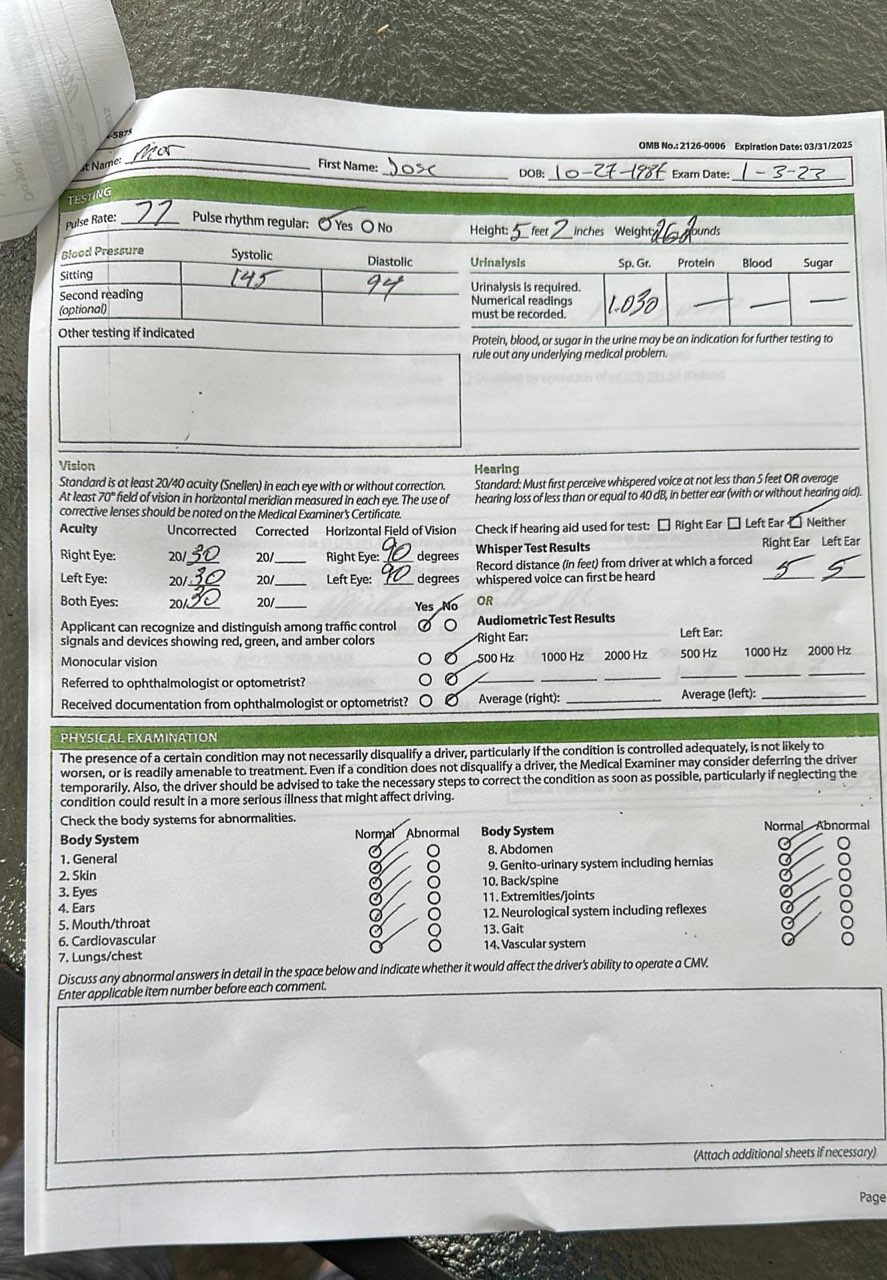 -5875
OMB No.: 2126-0006 Expiration Date: 03/31/2025
t Name: Mor First Name: Jose DOB: 10-27-198 Exam Date: 1-3-23
TESTING
Pulse Rate: 77 Pulse rhythm regular: Yes No
Height: 5 feet 2 inches Weight: 262 pounds
Blood Pressure Systolic Diastolic
Sitting 145 94
Second reading
(optional)
Urinalysis Sp. Gr. Protein Blood Sugar
Urinalysis is required.
Numerical readings
must be recorded.
1.030 — — —
Other testing if indicated
Protein, blood, or sugar in the urine may be an indication for further testing to
rule out any underlying medical problem.
Vision
Standard is at least 20/40 acuity (Snellen) in each eye with or without correction.
At least 70° field of vision in horizontal meridian measured in each eye. The use of
corrective lenses should be noted on the Medical Examiner's Certificate.
Acuity Uncorrected Corrected Horizontal Field of Vision
Right Eye: 20/30 20/ Right Eye: 90 degrees
Left Eye: 20/30 20/ Left Eye: 90 degrees
Both Eyes: 20/30 20/
Yes No
Applicant can recognize and distinguish among traffic control
signals and devices showing red, green, and amber colors
Monocular vision
Referred to ophthalmologist or optometrist?
Received documentation from ophthalmologist or optometrist?
Hearing
Standard: Must first perceive whispered voice at not less than 5 feet OR average
hearing loss of less than or equal to 40 dB, in better ear (with or without hearing aid).
Check if hearing aid used for test: Right Ear Left Ear Neither
Whisper Test Results Right Ear Left Ear
Record distance (in feet) from driver at which a forced
whispered voice can first be heard 5 5
OR
Audiometric Test Results
Right Ear: Left Ear:
500 Hz 1000 Hz 2000 Hz 500 Hz 1000 Hz 2000 Hz
Average (right): Average (left):
PHYSICAL EXAMINATION
The presence of a certain condition may not necessarily disqualify a driver, particularly if the condition is controlled adequately, is not likely to
worsen, or is readily amenable to treatment. Even if a condition does not disqualify a driver, the Medical Examiner may consider deferring the driver
temporarily. Also, the driver should be advised to take the necessary steps to correct the condition as soon as possible, particularly if neglecting the
condition could result in a more serious illness that might affect driving.
Check the body systems for abnormalities.
Body System Normal Abnormal
1. General
2. Skin
3. Eyes
4. Ears
5. Mouth/throat
6. Cardiovascular
7. Lungs/chest
Body System Normal Abnormal
8. Abdomen
9. Genito-urinary system including hernias
10. Back/spine
11. Extremities/joints
12. Neurological system including reflexes
13. Gait
14. Vascular system
Discuss any abnormal answers in detail in the space below and indicate whether it would affect the driver's ability to operate a CMV.
Enter applicable item number before each comment.
(Attach additional sheets if necessary)
Page